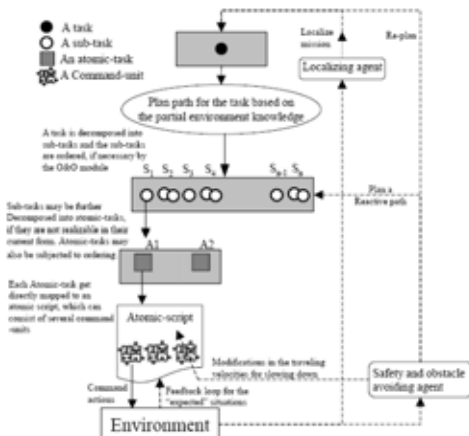 A task
A sub-task
An atomic-task
A Command-unit
Localize
mission
Re-plan
Localizing agent
Plan path for the task based on
the partial environment knowledge
A task is decomposed into
sub-tasks and the sub-tasks
are ordered, if necessary by
the O&O module
S1 S2 S3 S4 Sn-1 Sn
Plan a
Reactive path
Sub-tasks may be further
Decomposed into atomic-tasks,
if they are not realizable in their
current form. Atomic-tasks may
also be subjected to ordering.
A1 A2
Each Atomic-task get
directly mapped to an
atomic script, which can
consist of several command
-units
Atomic-script
Modifications in the traveling
velocities for slowing down.
Safety and obstacle
avoiding agent
Command
actions
Feedback loop for the
"expected" situations
Environment